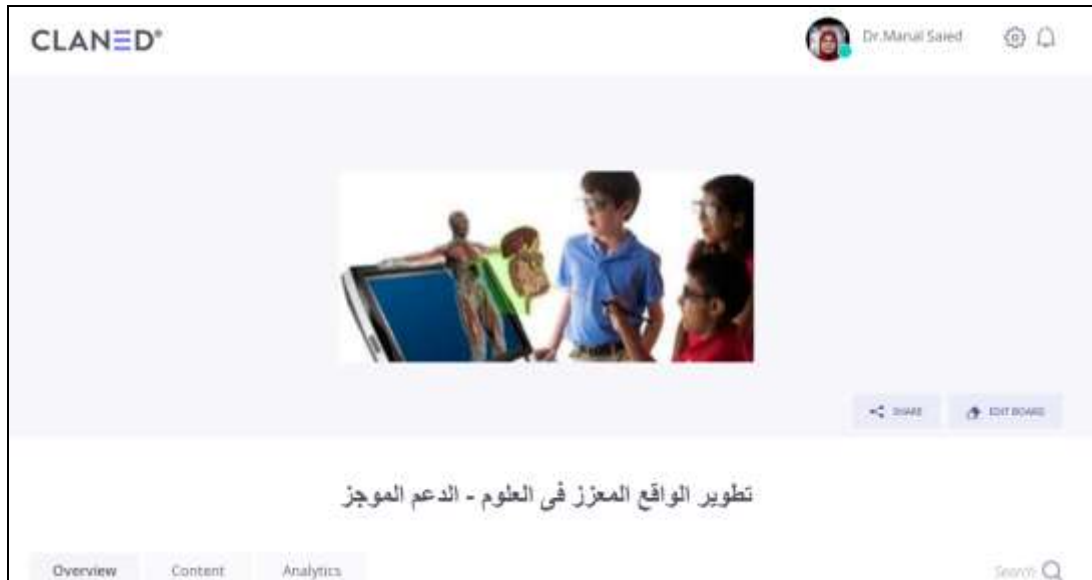 CLANED®
Dr.Manal Saied
SHARE
EDIT BOARD
تطوير الواقع المعزز فى العلوم - الدعم الموجز
Overview Content Analytics
Search